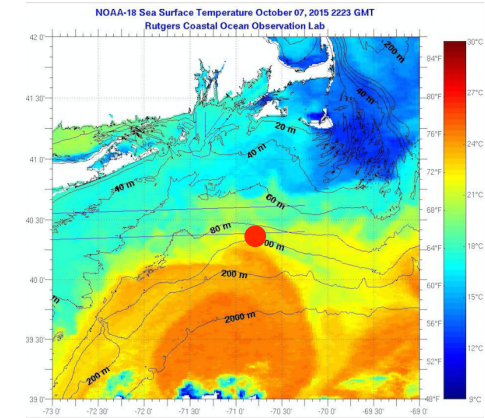 NOAA-18 Sea Surface Temperature October 07, 2015 2223 GMT
Rutgers Coastal Ocean Observation Lab
42 0'
41 30'
41 0'
40 30'
40 0'
39 30'
39 0'
-73 0'
-72 30'
-72 0'
-71 30'
-71 0'
-70 30'
-70 0'
-69 30'
-69 0'
200 m
40 m
20 m
40 m
40 m
60 m
80 m
00 m
200 m
2000 m
200 m
m
84°F
80°F
76°F
72°F
68°F
64°F
60°F
56°F
52°F
48°F
30°C
27°C
24°C
21°C
18°C
15°C
12°C
9°C